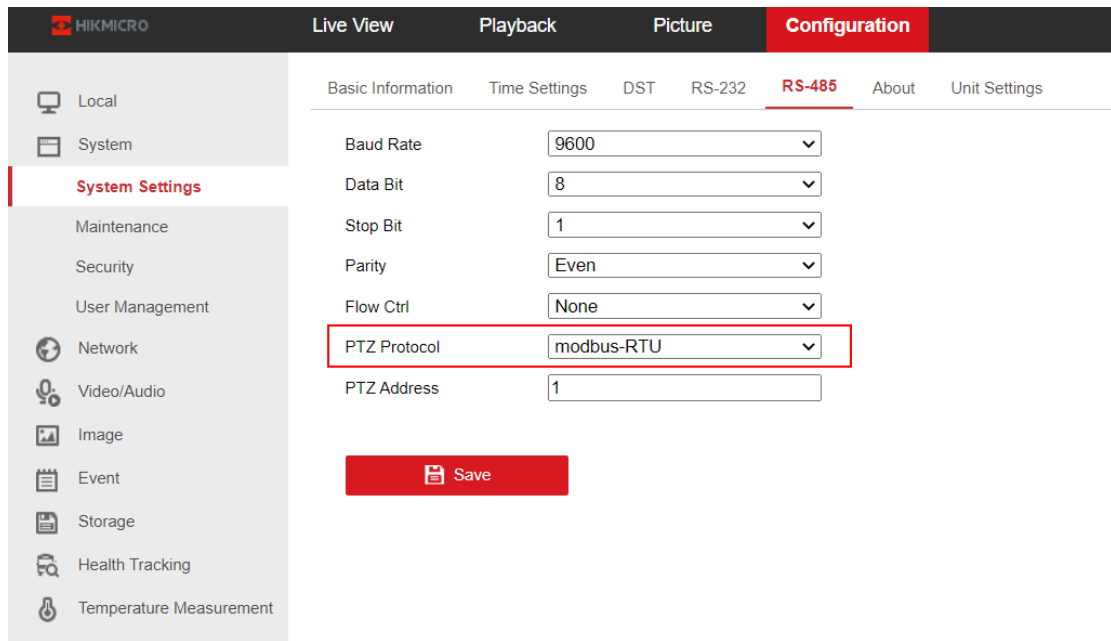 HIKMICRO
Live View Playback Picture Configuration
Basic Information Time Settings DST RS-232 RS-485 About Unit Settings
Local
System
System Settings
Maintenance
Security
User Management
Network
Video/Audio
Image
Event
Storage
Health Tracking
Temperature Measurement
Baud Rate 9600
Data Bit 8
Stop Bit 1
Parity Even
Flow Ctrl None
PTZ Protocol modbus-RTU
PTZ Address 1
Save